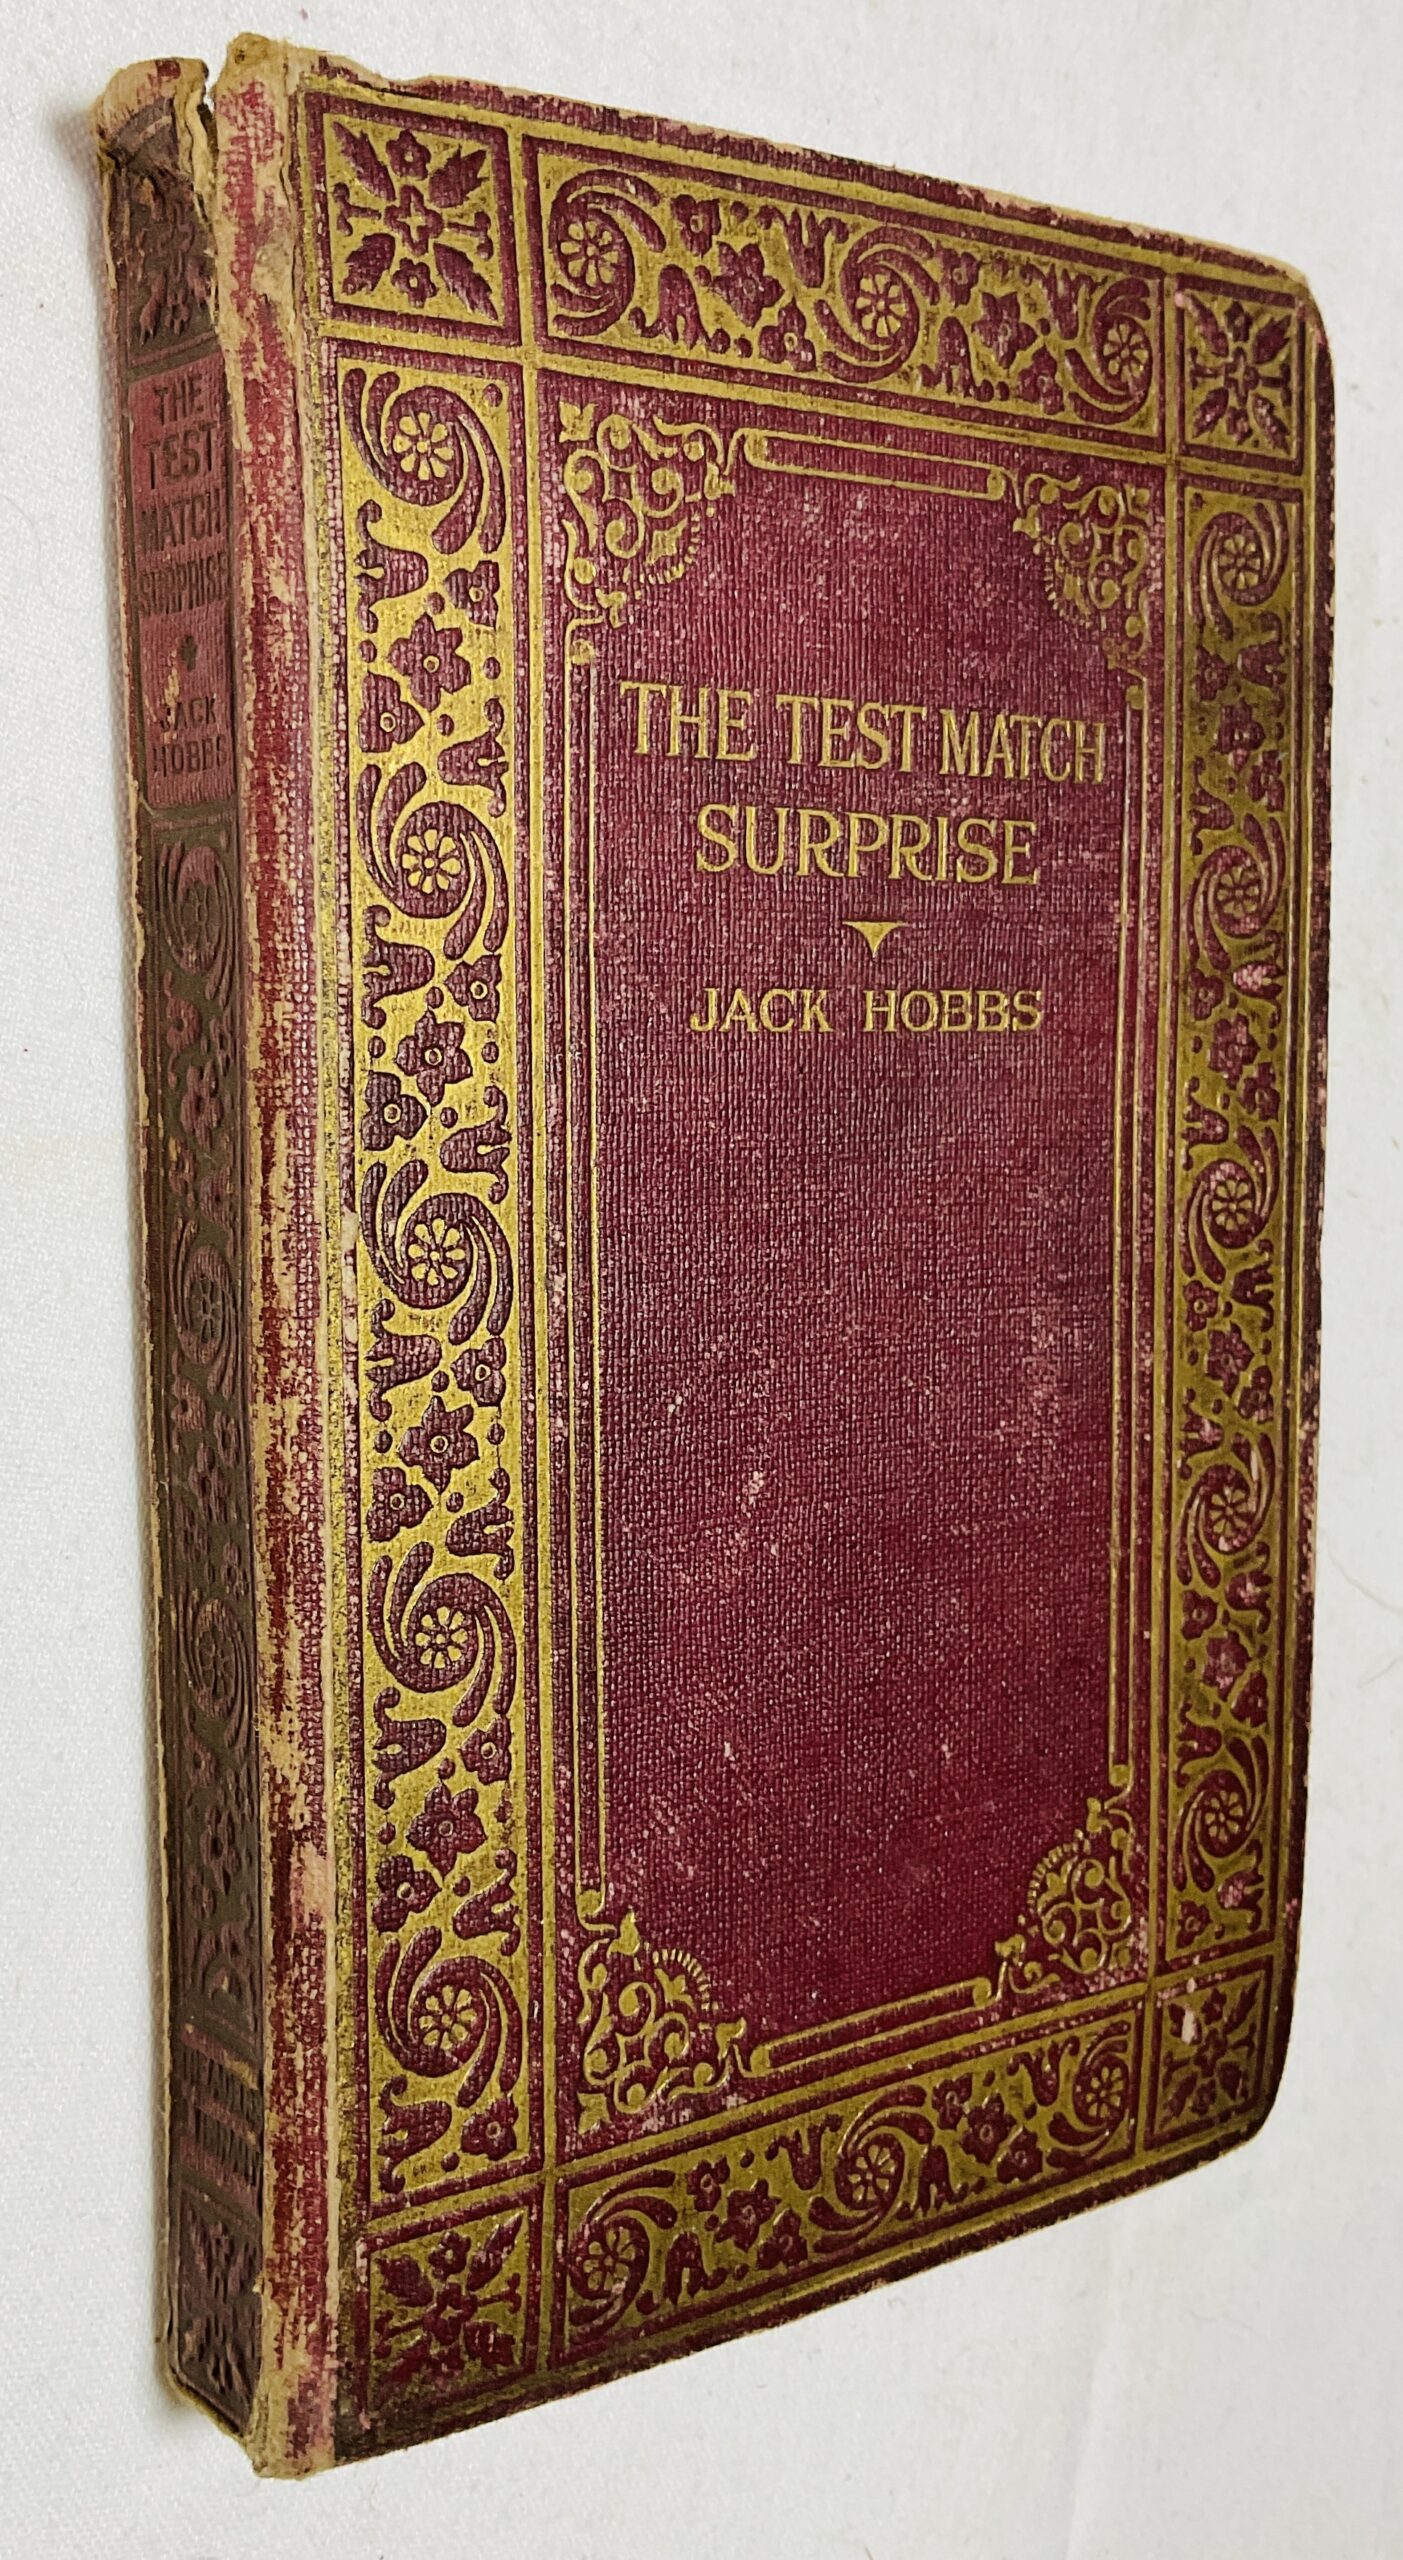 THE TEST MATCH
SURPRISE
JACK HOBBS
THE
TEST
MATCH
SURPRISE
JACK
HOBBS